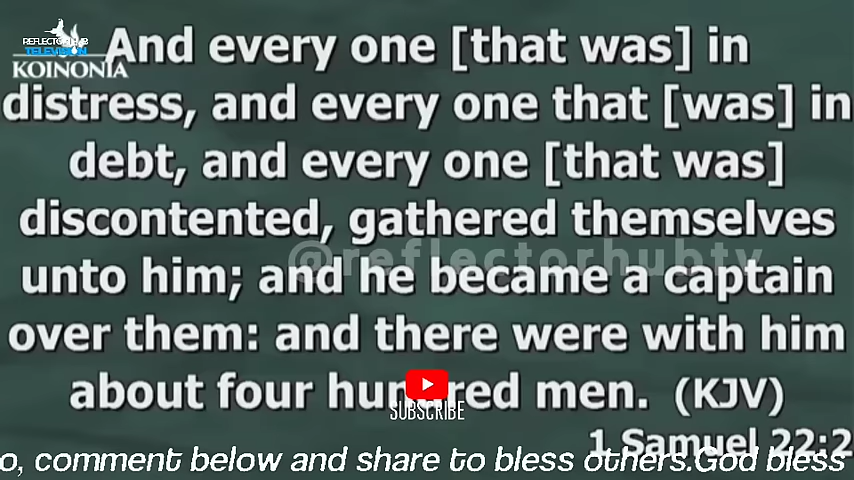 REFLECTOR HUB
TELEVISION
KOINONIA
And every one [that was] in
distress, and every one that [was] in
debt, and every one [that was]
discontented, gathered themselves
unto him; and he became a captain
over them: and there were with him
about four hundred men. (KJV)
@reflectorhubtv
SUBSCRIBE
1 Samuel 22:2
o, comment below and share to bless others.God bless